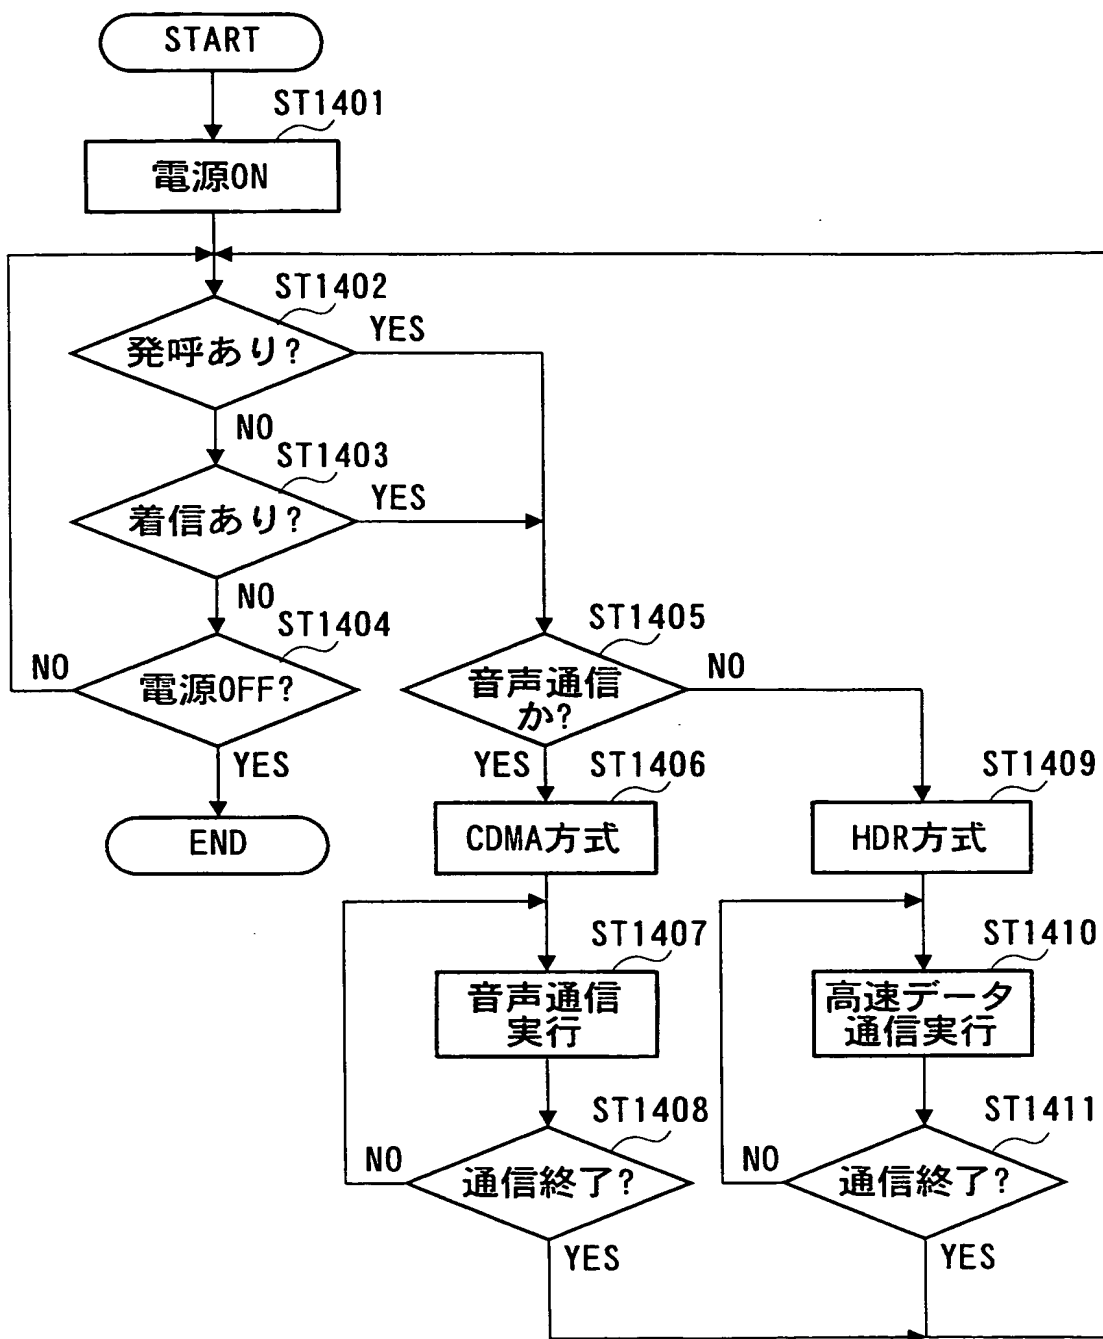 START
ST1401
電源ON
ST1402
発呼あり?
YES
NO
ST1403
着信あり?
YES
NO
ST1404
電源OFF?
NO
YES
END
ST1405
音声通信
か?
NO
YES
ST1406
CDMA方式
ST1407
音声通信
実行
ST1408
通信終了?
NO
YES
ST1409
HDR方式
ST1410
高速データ
通信実行
ST1411
通信終了?
NO
YES